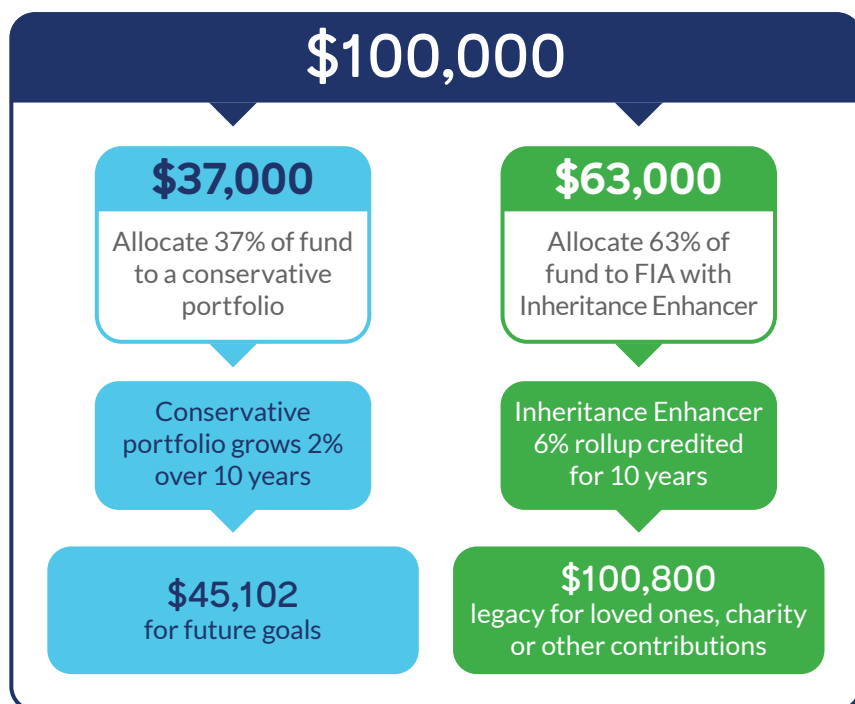 $100,000
$37,000
Allocate 37% of fund
to a conservative
portfolio
Conservative
portfolio grows 2%
over 10 years
$45,102
for future goals
$63,000
Allocate 63% of
fund to FIA with
Inheritance Enhancer
Inheritance Enhancer
6% rollup credited
for 10 years
$100,800
legacy for loved ones, charity
or other contributions